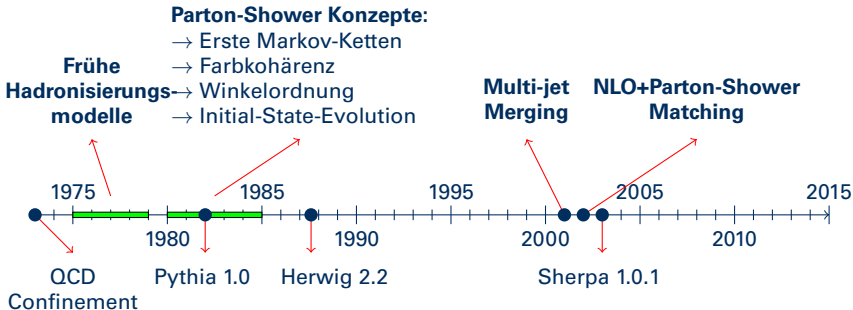 Parton-Shower Konzepte:
→ Erste Markov-Ketten
→ Farbkohärenz
→ Winkelordnung
→ Initial-State-Evolution
Frühe
Hadronisierungs-
modelle
Multi-jet
Merging
NLO+Parton-Shower
Matching
1975 1985 1995 2005 2015
1980 1990 2000 2010
QCD
Confinement
Pythia 1.0
Herwig 2.2
Sherpa 1.0.1